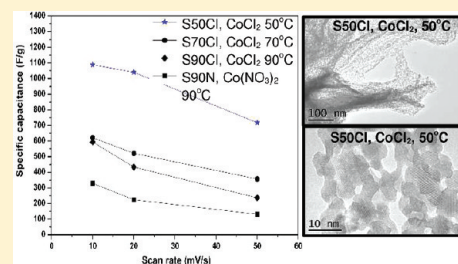 1400
1300
1200
1100
1000
900
800
700
600
500
400
300
200
100
0
Specific capacitance (F/g)
S50Cl, CoCl₂ 50°C
S70Cl, CoCl₂ 70°C
S90Cl, CoCl₂ 90°C
S90N, Co(NO₃)₂
90°C
0 10 20 30 40 50 60
Scan rate (mV/s)
S50Cl, CoCl₂, 50°C
100 nm
S50Cl, CoCl₂, 50°C
10 nm